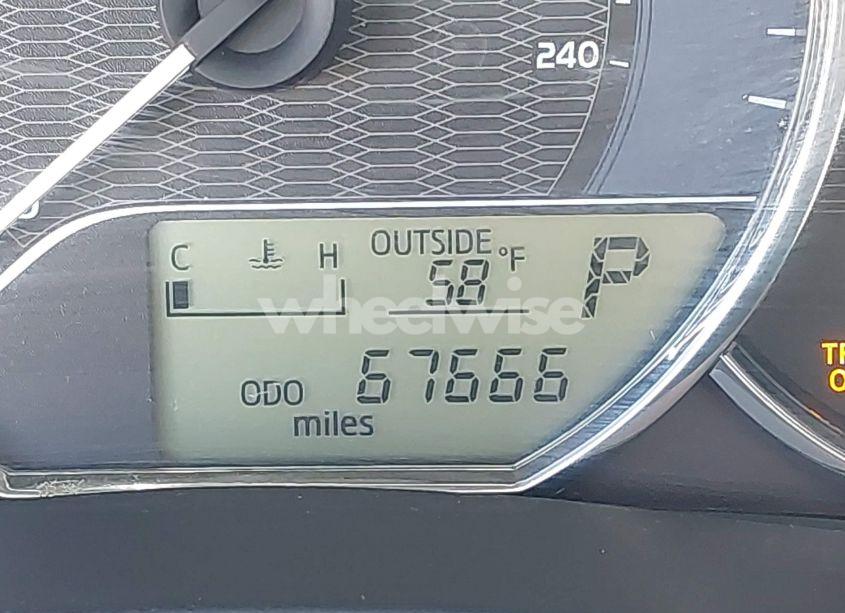 240
C H OUTSIDE °F P
58
wheelwise
ODO 67666
miles